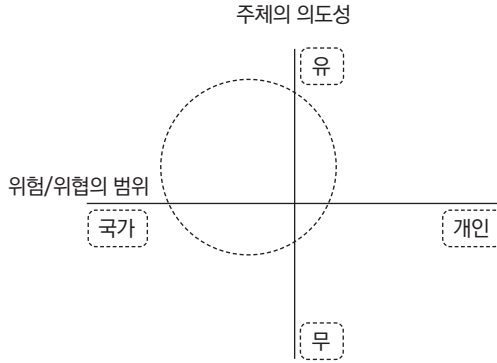 주체의 의도성
유
위험/위협의 범위
국가
개인
무